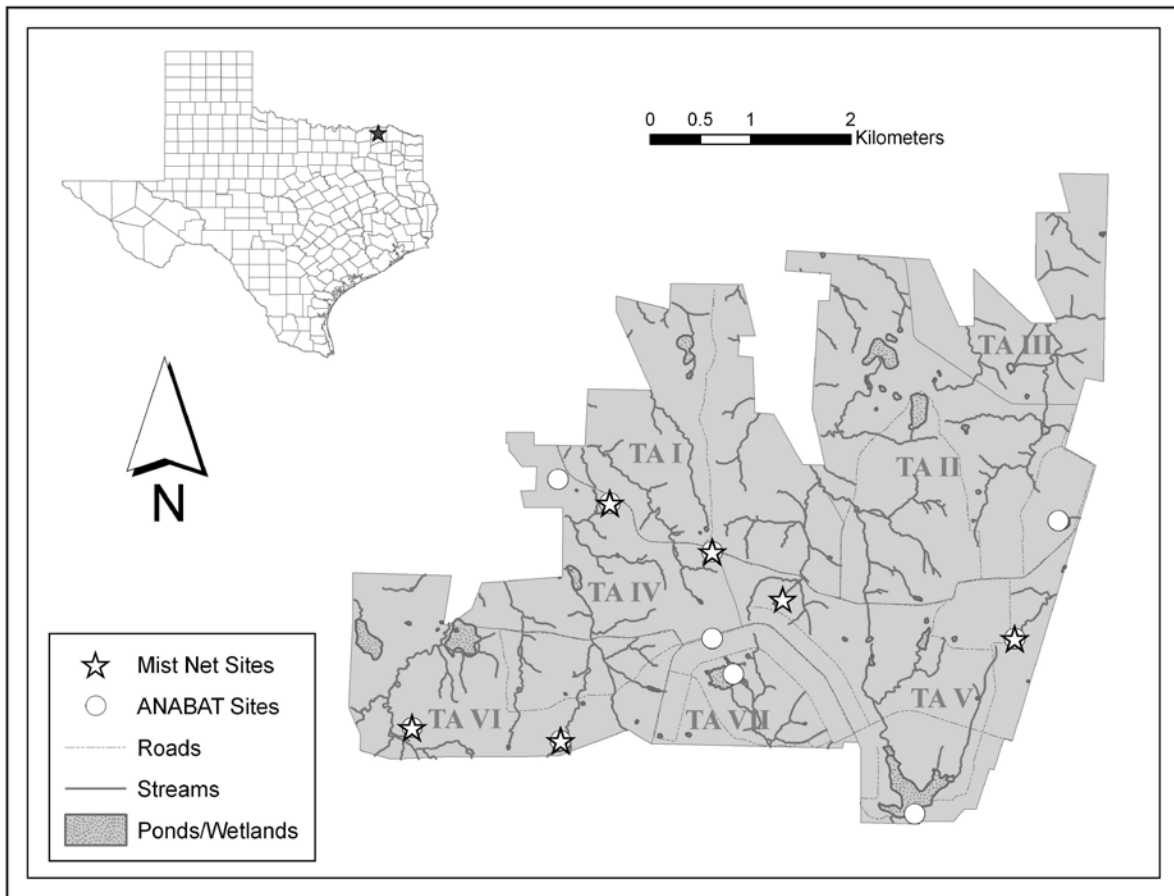 0 0.5 1 2
Kilometers
N
TA III
TA I
TA II
TA IV
TA V
TA VI
TA VII
Mist Net Sites
ANABAT Sites
Roads
Streams
Ponds/Wetlands